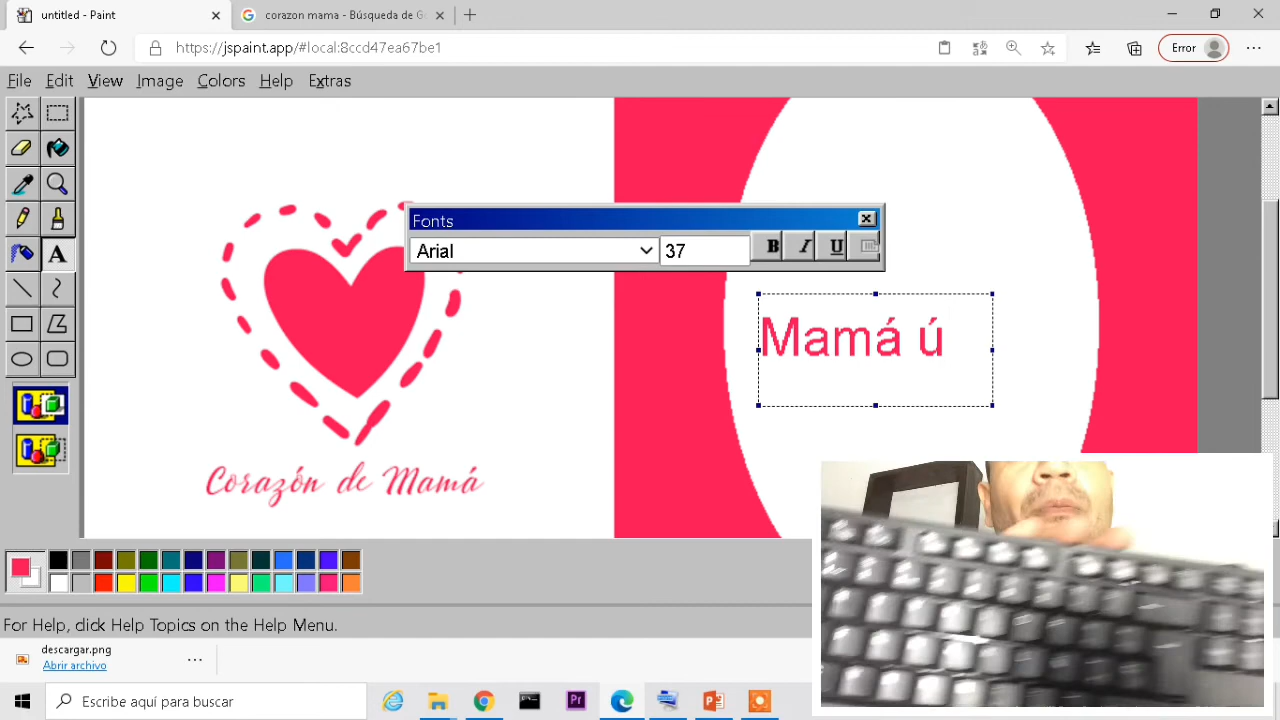 untitled - Paint
corazon mama - Búsqueda de G
https://jspaint.app/#local:8ccd47ea67be1
Error
File Edit View Image Colors Help Extras
Fonts
Arial 37 B I U
A
Mamá ú
Corazón de Mamá
For Help, click Help Topics on the Help Menu.
descargar.png
Abrir archivo
Escribe aquí para buscar
Pr